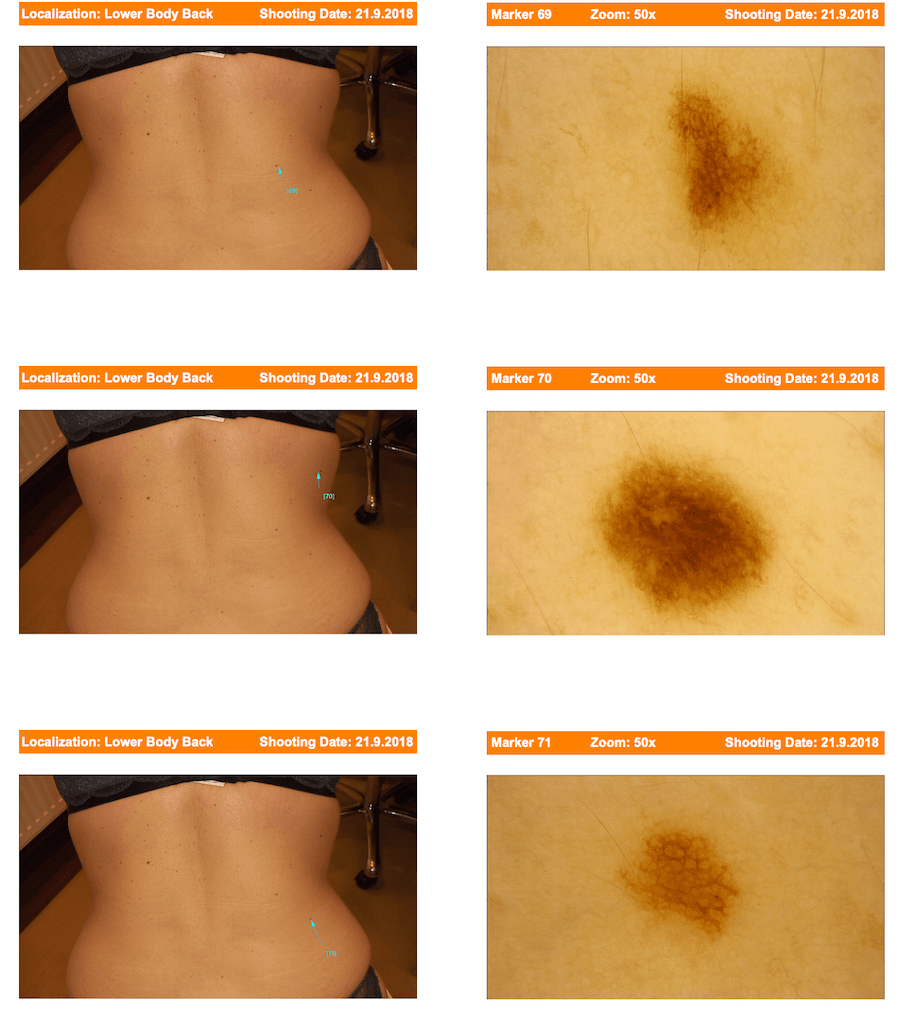 Localization: Lower Body Back Shooting Date: 21.9.2018
Marker 69 Zoom: 50x Shooting Date: 21.9.2018
[69]
Localization: Lower Body Back Shooting Date: 21.9.2018
Marker 70 Zoom: 50x Shooting Date: 21.9.2018
[70]
Localization: Lower Body Back Shooting Date: 21.9.2018
Marker 71 Zoom: 50x Shooting Date: 21.9.2018
[71]